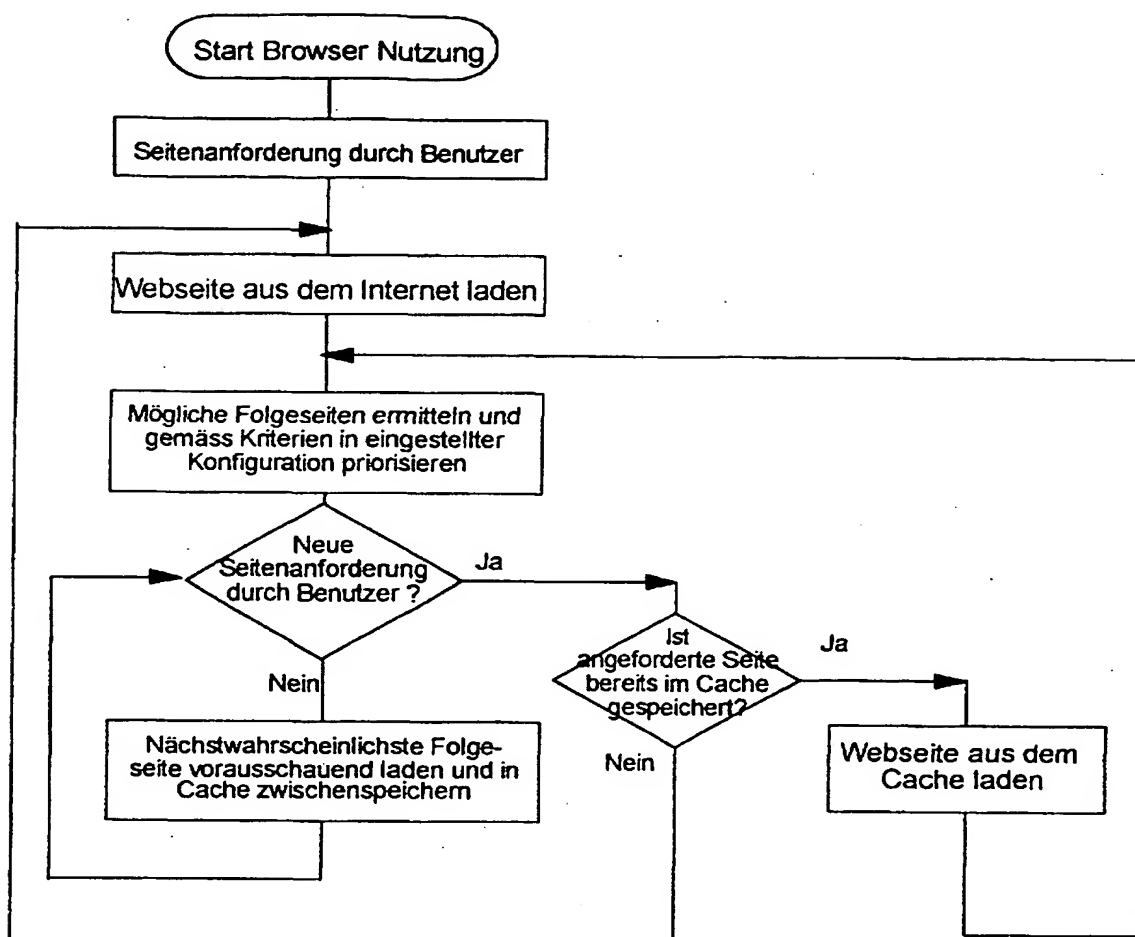 Start Browser Nutzung
Seitenanforderung durch Benutzer
Webseite aus dem Internet laden
Mögliche Folgeseiten ermitteln und
gemäss Kriterien in eingestellter
Konfiguration priorisieren
Neue
Seitenanforderung
durch Benutzer ?
Ja
Nein
Nächstwahrscheinlichste Folge-
seite vorausschauend laden und in
Cache zwischenspeichern
Ist
angeforderte Seite
bereits im Cache
gespeichert?
Ja
Nein
Webseite aus dem
Cache laden